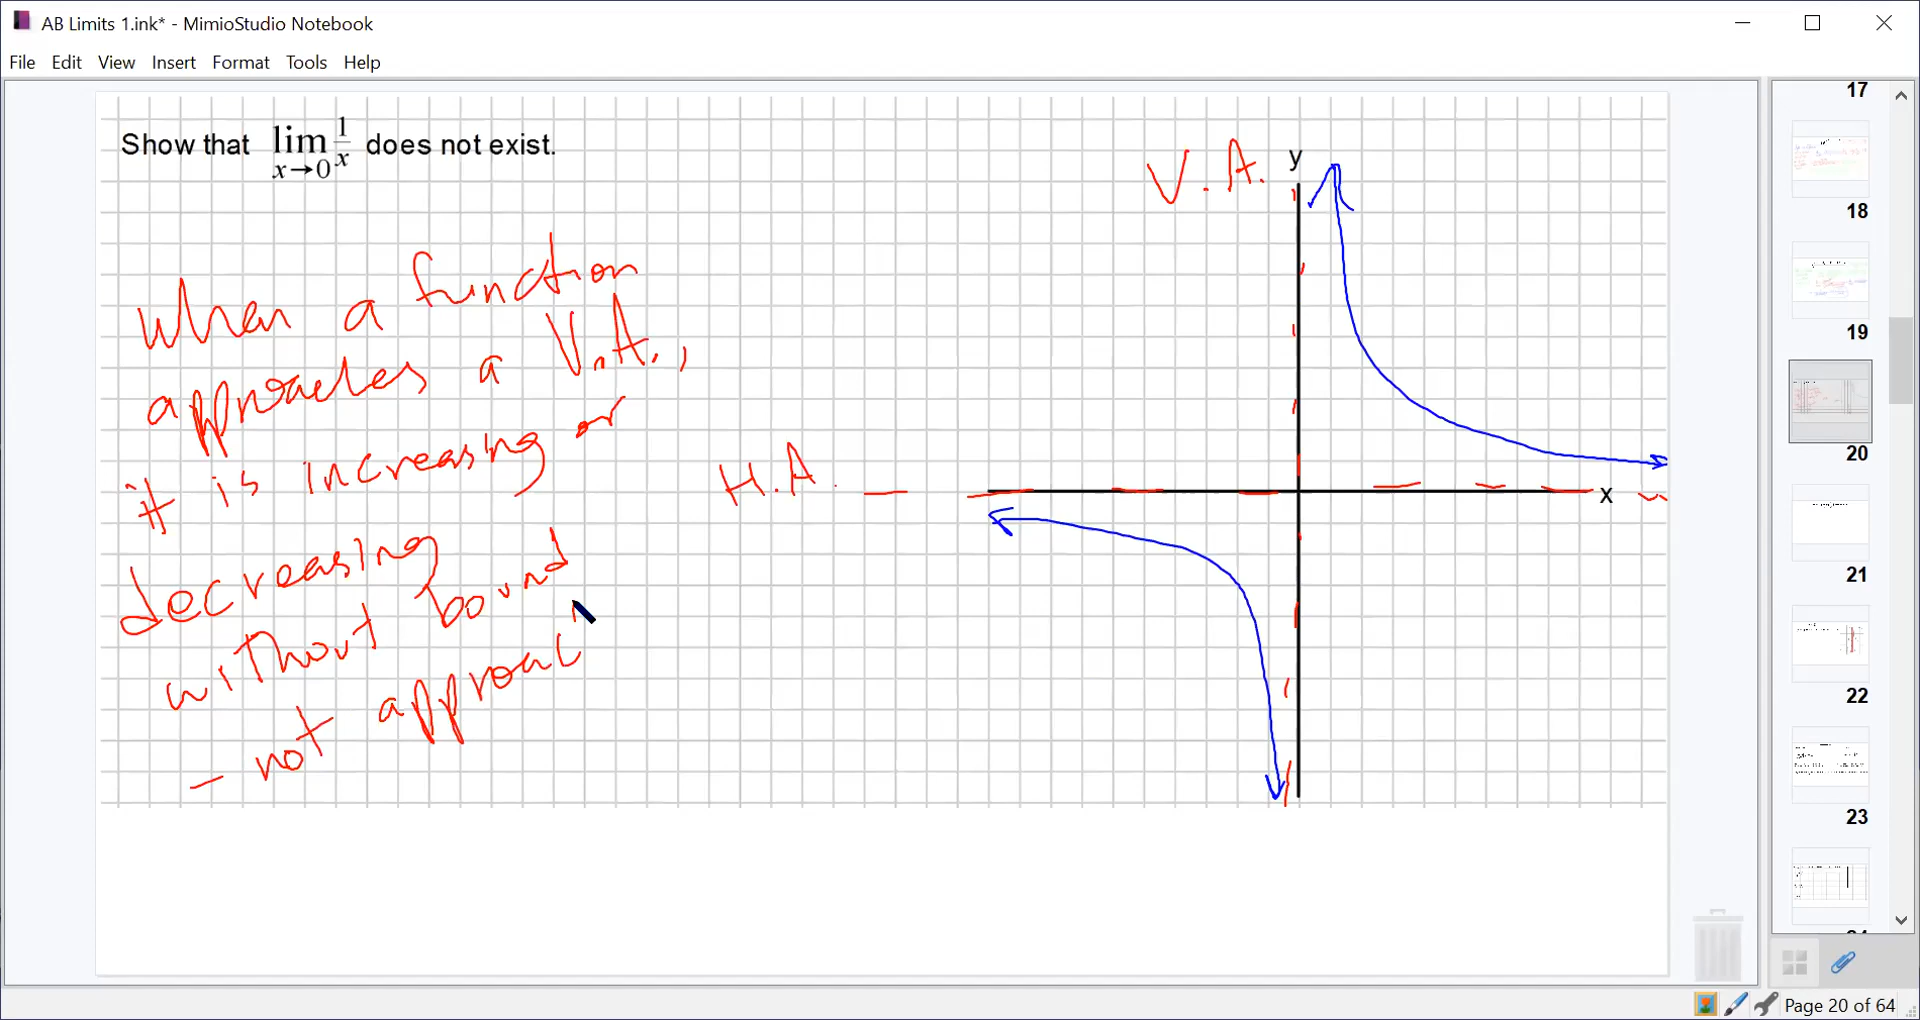 AB Limits 1.ink* - MimioStudio Notebook
File Edit View Insert Format Tools Help
Show that lim x→0 1/x does not exist.
When a function
approaches a V.A.,
it is increasing or
decreasing
without bound
- not approac
V.A.
y
H.A.
x
17
18
19
20
21
22
23
Page 20 of 64